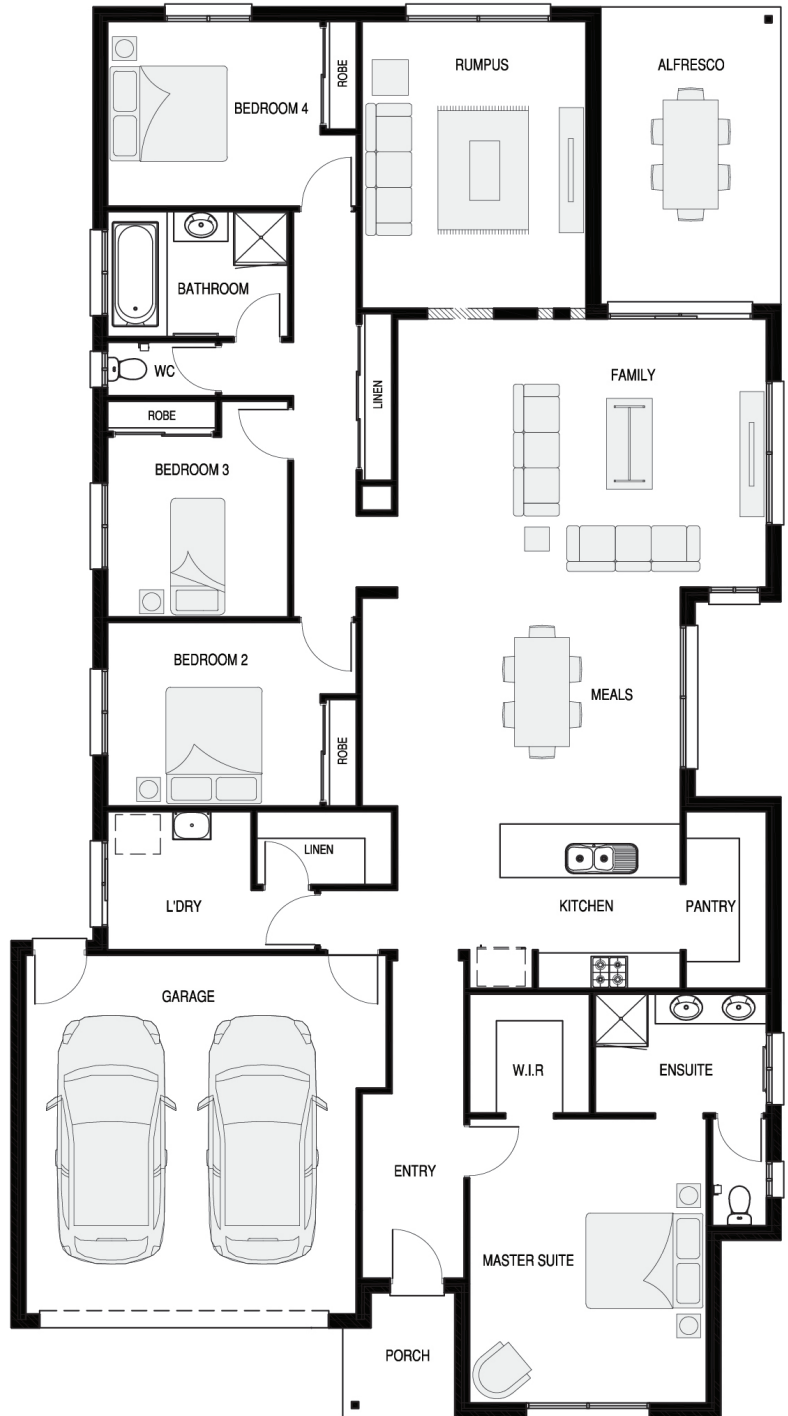 RUMPUS
ALFRESCO
ROBE
BEDROOM 4
BATHROOM
WC
FAMILY
LINEN
ROBE
BEDROOM 3
BEDROOM 2
MEALS
ROBE
LINEN
L'DRY
KITCHEN
PANTRY
GARAGE
W.I.R
ENSUITE
ENTRY
MASTER SUITE
PORCH